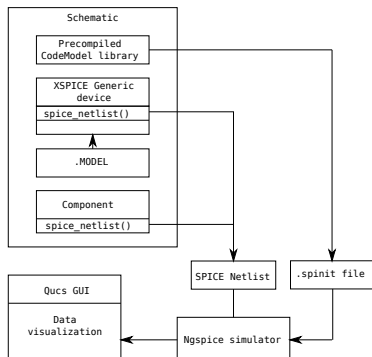 Schematic
Precompiled
CodeModel library
XSPICE Generic
device
spice_netlist()
.MODEL
Component
spice_netlist()
SPICE Netlist
.spinit file
Qucs GUI
Data
visualization
Ngspice simulator